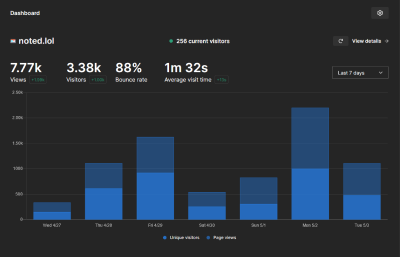 Dashboard
noted.lol
256 current visitors
View details
7.77k
3.38k
88%
1m 32s
Views
Visitors
Bounce rate
Average visit time
Last 7 days
2.50k
2.00k
1.50k
1.00k
500
0
Wed 4/27
Thu 4/28
Fri 4/29
Sat 4/30
Sun 5/1
Mon 5/2
Tue 5/3
Unique visitors
Page views